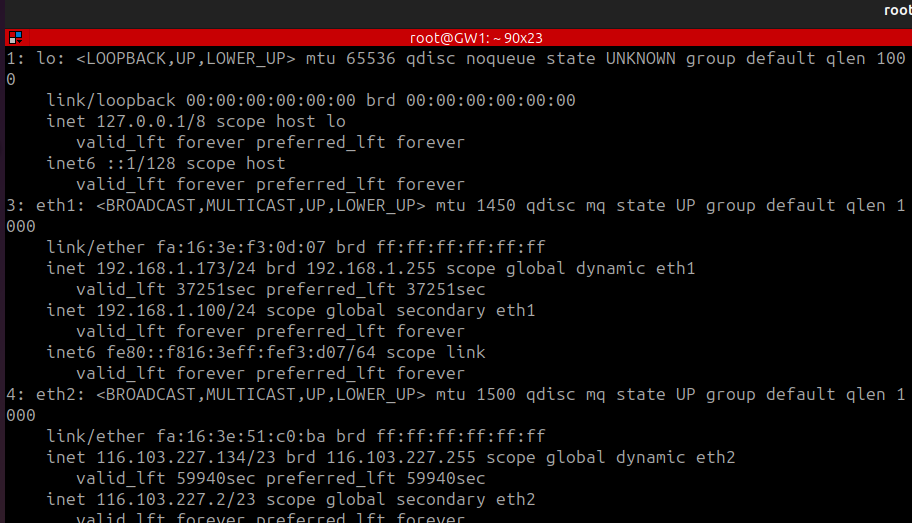 root
root@GW1: ~ 90x23
1: lo: <LOOPBACK,UP,LOWER_UP> mtu 65536 qdisc noqueue state UNKNOWN group default qlen 100
0
link/loopback 00:00:00:00:00:00 brd 00:00:00:00:00:00
inet 127.0.0.1/8 scope host lo
valid_lft forever preferred_lft forever
inet6 ::1/128 scope host
valid_lft forever preferred_lft forever
3: eth1: <BROADCAST,MULTICAST,UP,LOWER_UP> mtu 1450 qdisc mq state UP group default qlen 1
000
link/ether fa:16:3e:f3:0d:07 brd ff:ff:ff:ff:ff:ff
inet 192.168.1.173/24 brd 192.168.1.255 scope global dynamic eth1
valid_lft 37251sec preferred_lft 37251sec
inet 192.168.1.100/24 scope global secondary eth1
valid_lft forever preferred_lft forever
inet6 fe80::f816:3eff:fef3:d07/64 scope link
valid_lft forever preferred_lft forever
4: eth2: <BROADCAST,MULTICAST,UP,LOWER_UP> mtu 1500 qdisc mq state UP group default qlen 1
000
link/ether fa:16:3e:51:c0:ba brd ff:ff:ff:ff:ff:ff
inet 116.103.227.134/23 brd 116.103.227.255 scope global dynamic eth2
valid_lft 59940sec preferred_lft 59940sec
inet 116.103.227.2/23 scope global secondary eth2
valid_lft forever preferred_lft forever